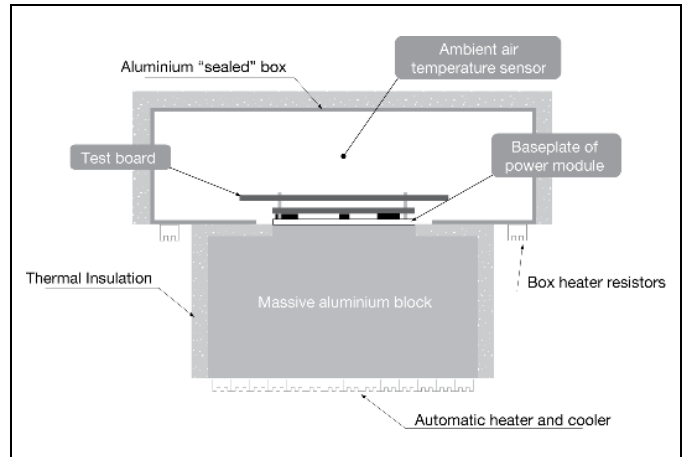 Ambient air
temperature sensor
Aluminium “sealed” box
Test board
Baseplate of
power module
Thermal Insulation
Box heater resistors
Massive aluminium block
Automatic heater and cooler